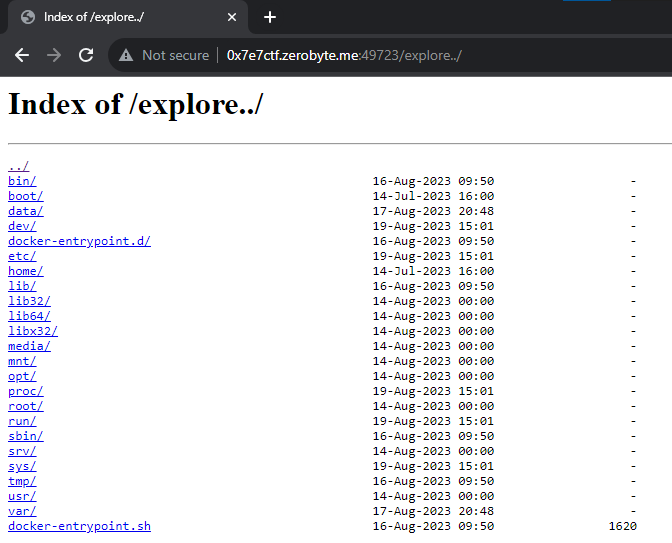 Index of /explore../
Not secure | 0x7e7ctf.zerobyte.me:49723/explore../
Index of /explore../
../
bin/ 16-Aug-2023 09:50 -
boot/ 14-Jul-2023 16:00 -
data/ 17-Aug-2023 20:48 -
dev/ 19-Aug-2023 15:01 -
docker-entrypoint.d/ 16-Aug-2023 09:50 -
etc/ 19-Aug-2023 15:01 -
home/ 14-Jul-2023 16:00 -
lib/ 16-Aug-2023 09:50 -
lib32/ 14-Aug-2023 00:00 -
lib64/ 14-Aug-2023 00:00 -
libx32/ 14-Aug-2023 00:00 -
media/ 14-Aug-2023 00:00 -
mnt/ 14-Aug-2023 00:00 -
opt/ 14-Aug-2023 00:00 -
proc/ 19-Aug-2023 15:01 -
root/ 14-Aug-2023 00:00 -
run/ 19-Aug-2023 15:01 -
sbin/ 16-Aug-2023 09:50 -
srv/ 14-Aug-2023 00:00 -
sys/ 19-Aug-2023 15:01 -
tmp/ 16-Aug-2023 09:50 -
usr/ 14-Aug-2023 00:00 -
var/ 17-Aug-2023 20:48 -
docker-entrypoint.sh 16-Aug-2023 09:50 1620